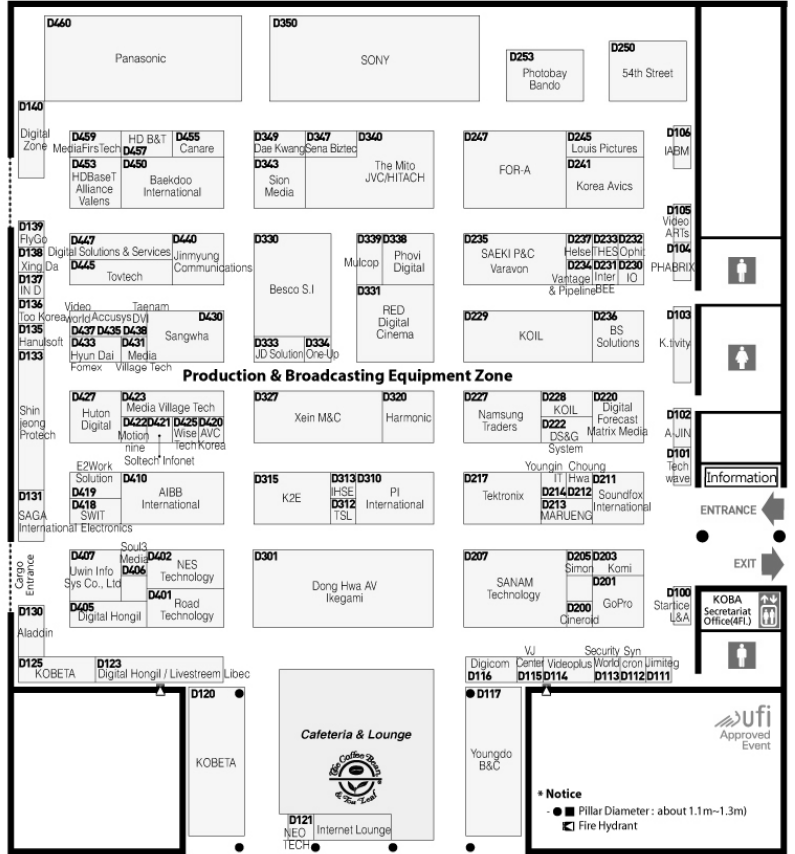 D460
Panasonic
D350
SONY
D253
Photobay
Bando
D250
54th Street
D140
Digital
Zone
D459
MediaFirsTech
HD B&T
D457
D455
Canare
D453
HDBaseT
Alliance
Valens
D450
Baekdoo
International
D349
Dae Kwang
D347
Sena Biztec
D343
Sion
Media
D340
The Mito
JVC/HITACH
D247
FOR-A
D245
Louis Pictures
D241
Korea Avics
D106
IABM
D105
Video
ARTs
D104
PHABRIX
D139
FlyGo
D138
Xing Da
D137
IN D
D136
Too Korea
D135
Hanulsoft
D133
Shin
jeong
Protech
D447
Digital Solutions & Services
D445
Tovtech
D440
Jinmyung
Communications
D330
Besco S.I
D339
Mulcop
D338
Phovi
Digital
D331
RED
Digital
Cinema
D235
SAEKI P&C
Varavon
D237
Helse
D233
THES
D232
Ophit
D234
Vantage
& Pipeline
D231
Inter
BEE
D230
IO
Video
world
Accusys
Taenam
DVI
D437
D435
D438
D433
Hyun Dai
Fomex
D431
Media
Village Tech
D430
Sangwha
D333
JD Solution
D334
One-Up
D229
KOIL
D236
BS
Solutions
D103
K.tivity
Production & Broadcasting Equipment Zone
D427
Huton
Digital
D423
Media Village Tech
D422
Motion
nine
D421
Soltech Infonet
D425
Wise
Tech
D420
AVC
Korea
D327
Xein M&C
D320
Harmonic
D227
Namsung
Traders
D228
KOIL
D222
DS&G
System
D220
Digital
Forecast
Matrix Media
D102
A-JIN
D101
Tech
wave
Information
ENTRANCE
EXIT
D131
SAGA
International Electronics
E2Work
Solution
D419
D418
SWIT
D410
AIBB
International
D315
K2E
D313
IHSE
D312
TSL
D310
PI
International
D217
Tektronix
Youngin
IT
Choung
Hwa
D214
D212
D213
MARUENG
D211
Soundfox
International
Cargo
Entrance
D407
Uwin Info
Sys Co., Ltd
Soul3
Media
D406
D402
NES
Technology
D405
Digital Hongil
D401
Road
Technology
D301
Dong Hwa AV
Ikegami
D207
SANAM
Technology
D205
Simon
D203
Komi
D201
GoPro
D200
Cineroid
D100
Startice
L&A
KOBA
Secretariat
Office(4Fl.)
D130
Aladdin
D125
KOBETA
D123
Digital Hongil / Livestreem Libec
Digicom
D116
VJ
Center
D115
Videoplus
D114
Security
World
D113
Syn
cron
D112
Jimiteg
D111
D120
KOBETA
Cafeteria & Lounge
The Coffee Bean
& Tea Leaf
D121
NEO
TECH
Internet Lounge
D117
Youngdo
B&C
ufi
Approved
Event
* Notice
- ● ■ Pillar Diameter : about 1.1m~1.3m)
Fire Hydrant